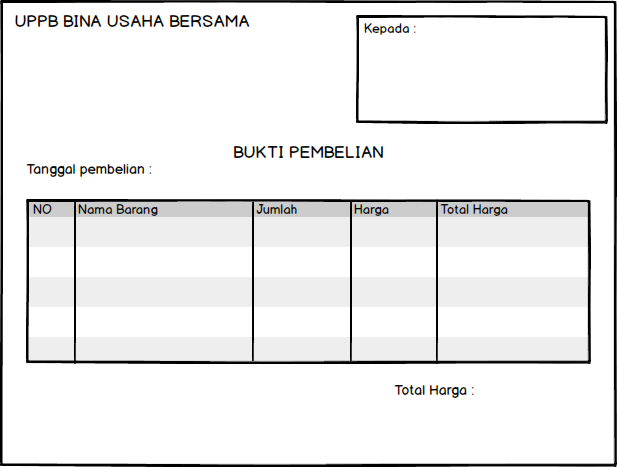 UPPB BINA USAHA BERSAMA
Kepada :
BUKTI PEMBELIAN
Tanggal pembelian :
NO Nama Barang Jumlah Harga Total Harga
Total Harga :